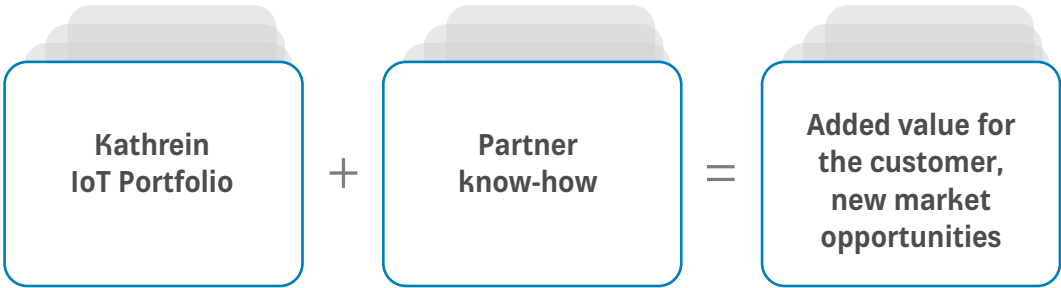 Kathrein
IoT Portfolio
+
Partner
know-how
=
Added value for
the customer,
new market
opportunities